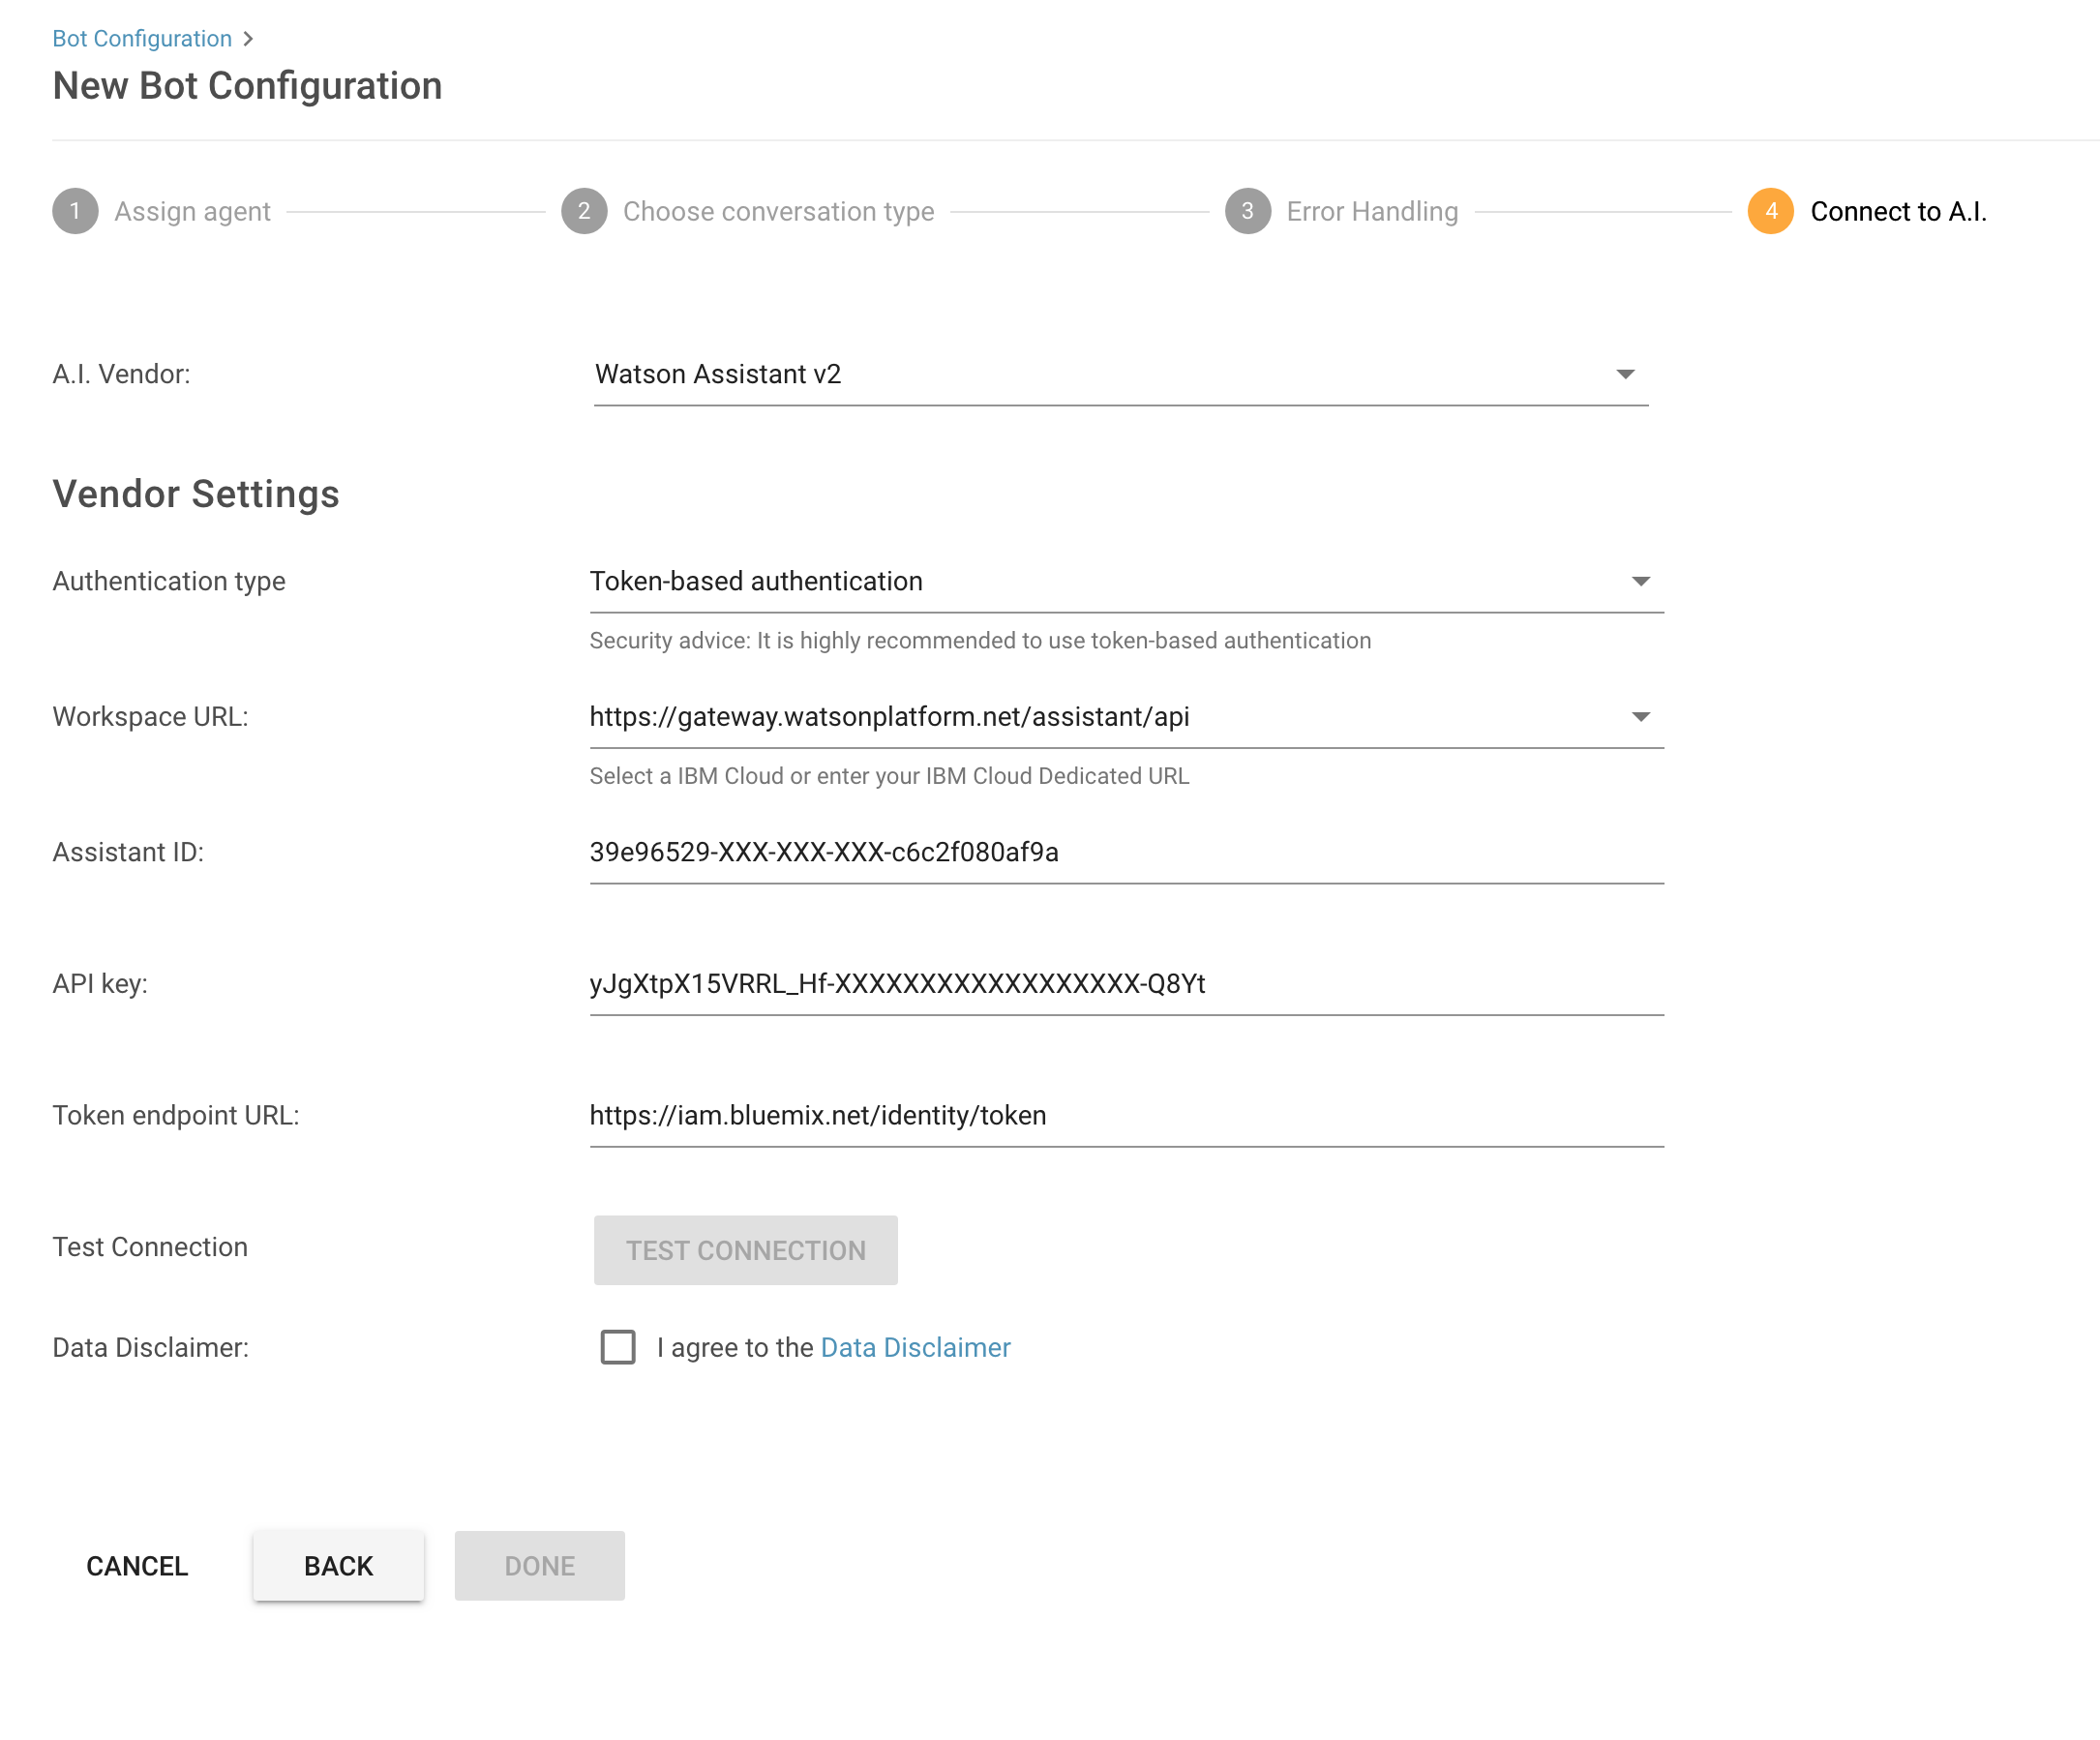 Bot Configuration >
New Bot Configuration
1 Assign agent 2 Choose conversation type 3 Error Handling 4 Connect to A.I.
A.I. Vendor: Watson Assistant v2
Vendor Settings
Authentication type Token-based authentication
Security advice: It is highly recommended to use token-based authentication
Workspace URL: https://gateway.watsonplatform.net/assistant/api
Select a IBM Cloud or enter your IBM Cloud Dedicated URL
Assistant ID: 39e96529-XXX-XXX-XXX-c6c2f080af9a
API key: yJgXtpX15VRRL_Hf-XXXXXXXXXXXXXXXXXX-Q8Yt
Token endpoint URL: https://iam.bluemix.net/identity/token
Test Connection TEST CONNECTION
Data Disclaimer: I agree to the Data Disclaimer
CANCEL BACK DONE